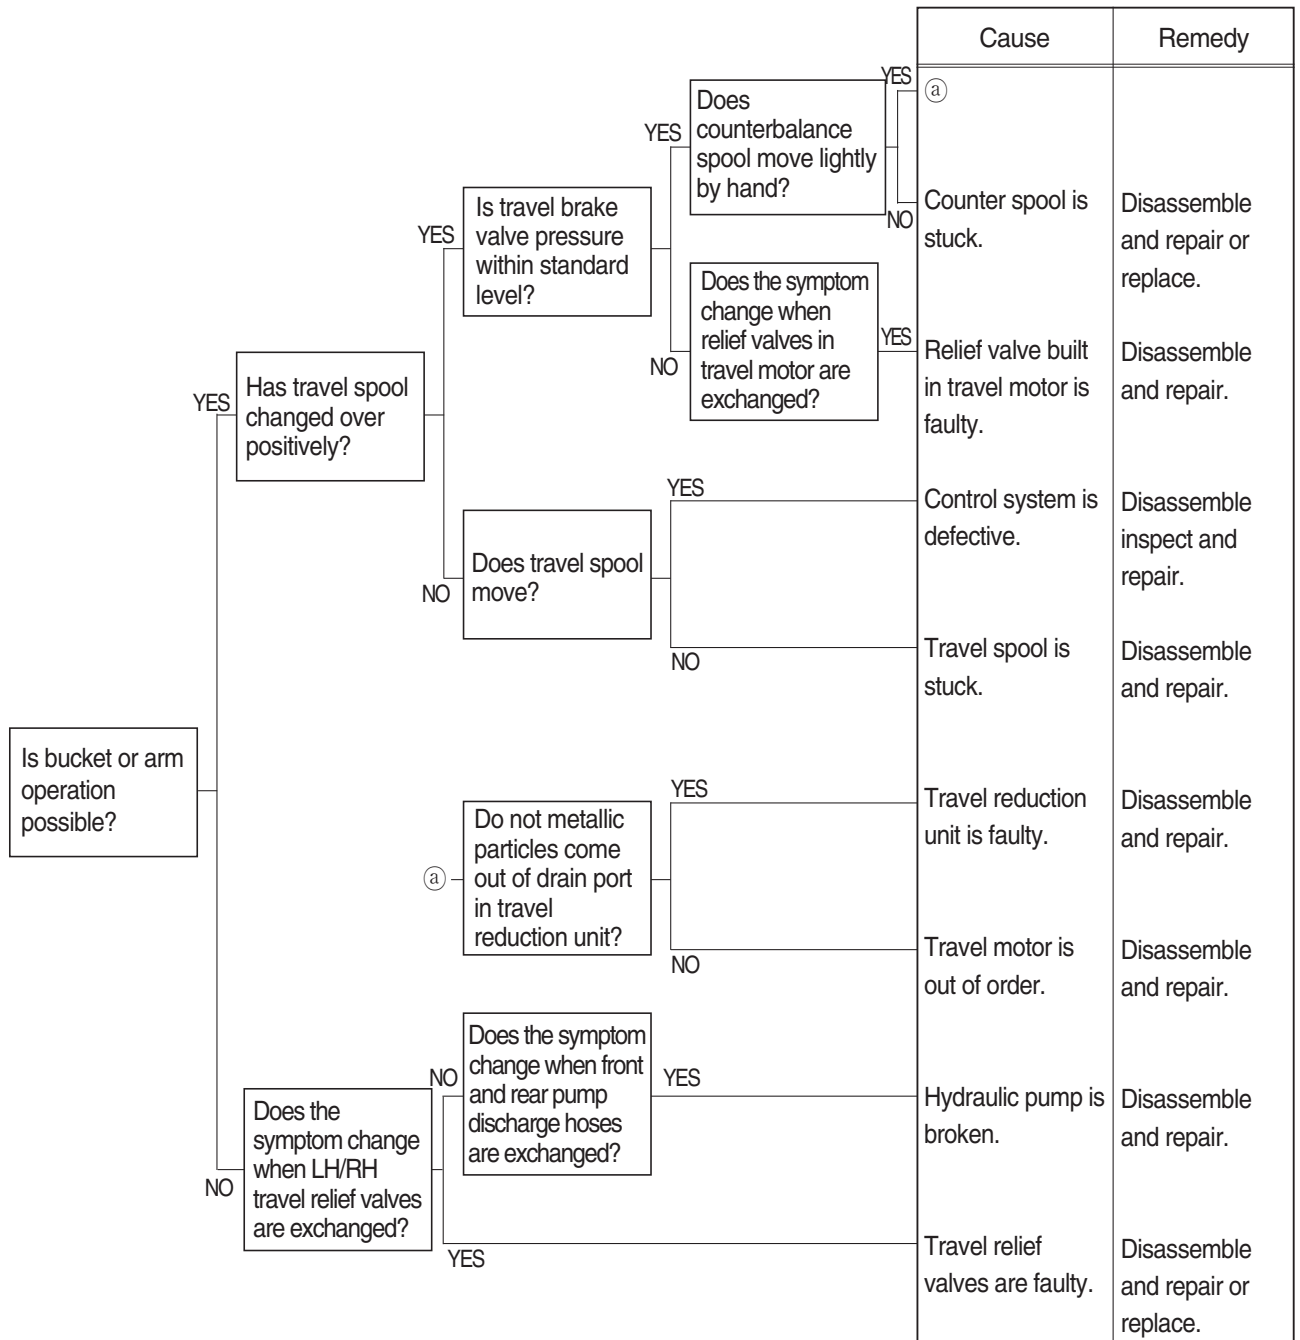 Cause
Remedy
Is bucket or arm
operation
possible?
YES
Has travel spool
changed over
positively?
YES
Is travel brake
valve pressure
within standard
level?
YES
Does
counterbalance
spool move lightly
by hand?
YES
ⓐ
NO
Counter spool is
stuck.
Disassemble
and repair or
replace.
NO
Does the symptom
change when
relief valves in
travel motor are
exchanged?
YES
Relief valve built
in travel motor is
faulty.
Disassemble
and repair.
NO
Does travel spool
move?
YES
Control system is
defective.
Disassemble
inspect and
repair.
NO
Travel spool is
stuck.
Disassemble
and repair.
ⓐ
Do not metallic
particles come
out of drain port
in travel
reduction unit?
YES
Travel reduction
unit is faulty.
Disassemble
and repair.
NO
Travel motor is
out of order.
Disassemble
and repair.
NO
Does the
symptom change
when LH/RH
travel relief valves
are exchanged?
NO
Does the symptom
change when front
and rear pump
discharge hoses
are exchanged?
YES
Hydraulic pump is
broken.
Disassemble
and repair.
YES
Travel relief
valves are faulty.
Disassemble
and repair or
replace.